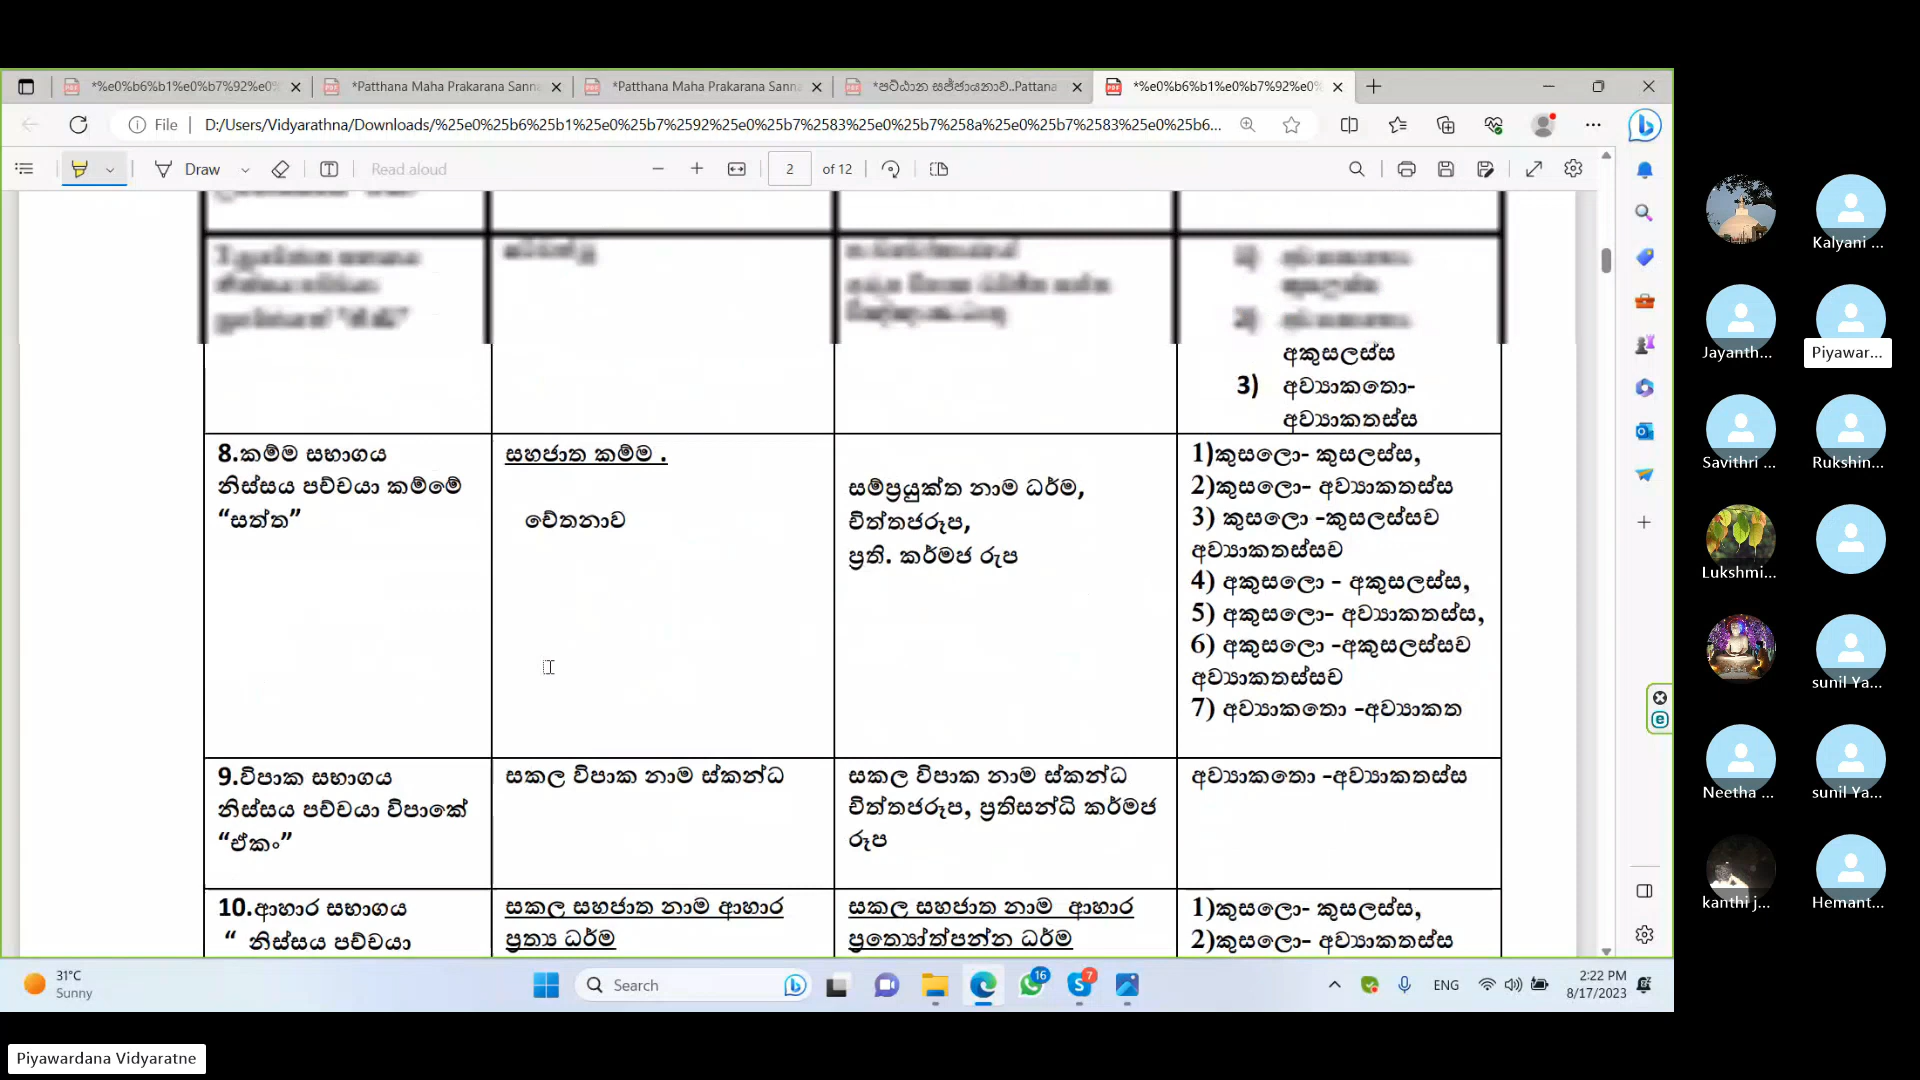 *%e0%b6%b1%e0%b7%92%e0%
*Patthana Maha Prakarana Sanna
*Patthana Maha Prakarana Sanna
*පට්ඨාන සජ්ඣායනාව..Pattana
*%e0%b6%b1%e0%b7%92%e0%
File
D:/Users/Vidyarathna/Downloads/%25e0%25b6%25b1%25e0%25b7%2592%25e0%25b7%2583%25e0%25b7%258a%25e0%25b7%2583%25e0%25b6...
Draw
Read aloud
2 of 12
අකුසලස්ස
3) අව්‍යාකතො-
අව්‍යාකතස්ස
8.කම්ම සභාගය
නිස්සය පච්චයා කම්මේ
“සත්ත”
සහජාත කම්ම .
චේතනාව
සම්ප්‍රයුක්ත නාම ධර්ම,
චිත්තජරූප,
ප්‍රති. කර්මජ රූප
1)කුසලො- කුසලස්ස,
2)කුසලො- අව්‍යාකතස්ස
3) කුසලො -කුසලස්සච
අව්‍යාකතස්සච
4) අකුසලො - අකුසලස්ස,
5) අකුසලො- අව්‍යාකතස්ස,
6) අකුසලො -අකුසලස්සච
අව්‍යාකතස්සච
7) අව්‍යාකතො -අව්‍යාකත
9.විපාක සභාගය
නිස්සය පච්චයා විපාකේ
“ඒකං”
සකල විපාක නාම ස්කන්ධ
සකල විපාක නාම ස්කන්ධ
චිත්තජරූප, ප්‍රතිසන්ධි කර්මජ
රූප
අව්‍යාකතො -අව්‍යාකතස්ස
10.ආහාර සභාගය
“ නිස්සය පච්චයා
සකල සහජාත නාම ආහාර
ප්‍රත්‍ය ධර්ම
සකල සහජාත නාම ආහාර
ප්‍රත්‍යෝත්පන්න ධර්ම
1)කුසලො- කුසලස්ස,
2)කුසලො- අව්‍යාකතස්ස
Kalyani ...
Jayanth...
Piyawar...
Savithri ...
Rukshin...
Lukshmi...
sunil Ya...
Neetha ...
sunil Ya...
kanthi j...
Hemant...
31°C
Sunny
Search
16
7
ENG
2:22 PM
8/17/2023
Piyawardana Vidyaratne